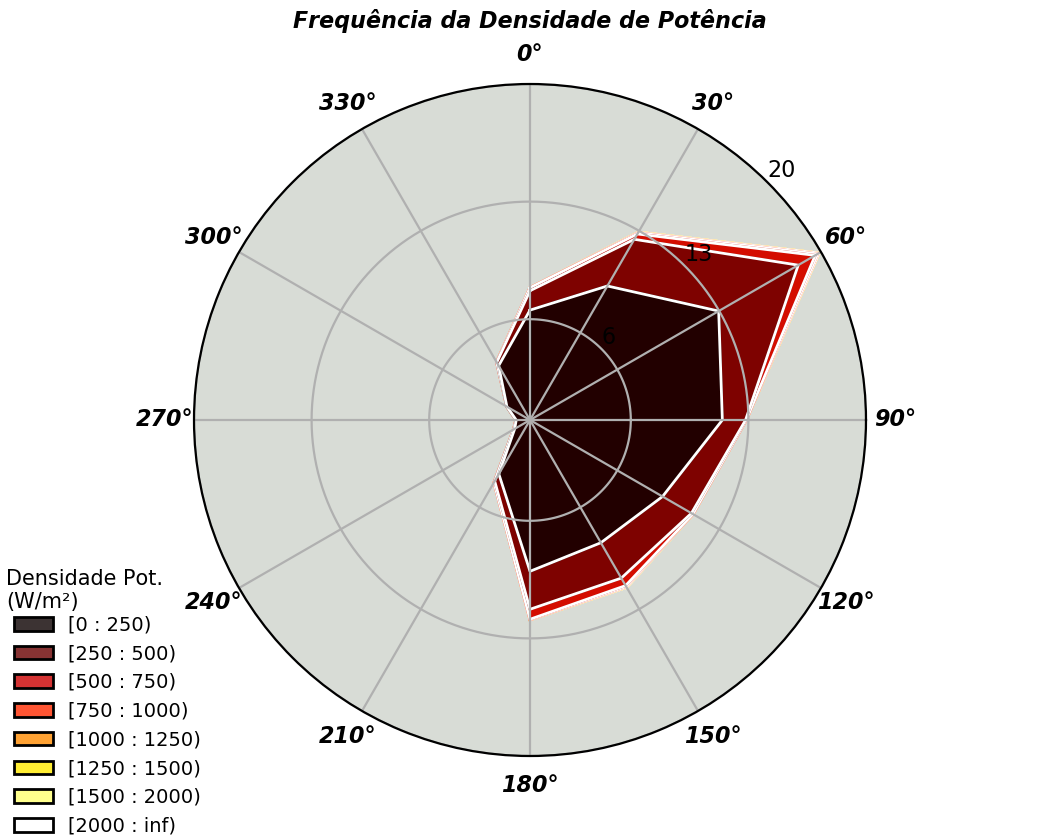 Frequência da Densidade de Potência
0°
330°
30°
20
300°
60°
13
6
270°
90°
240°
120°
210°
150°
180°
Densidade Pot.
(W/m²)
[0 : 250)
[250 : 500)
[500 : 750)
[750 : 1000)
[1000 : 1250)
[1250 : 1500)
[1500 : 2000)
[2000 : inf)